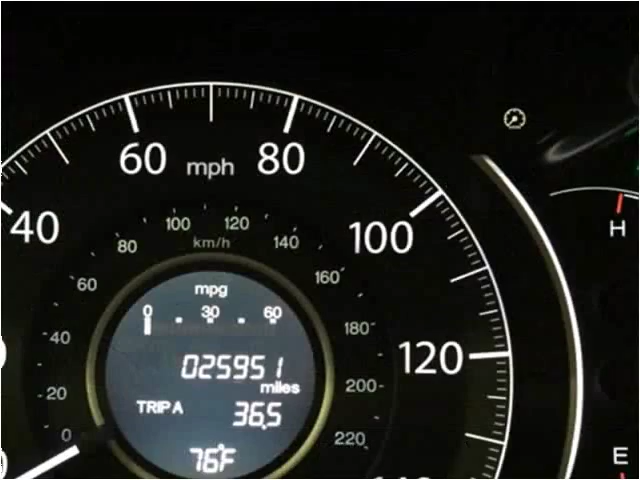 60 mph 80
40
100
120
0 20 40 60 80 100 120 140 160 180 200 220
km/h
mpg
0 30 60
025951
miles
TRIP A 36.5
76°F
H
E